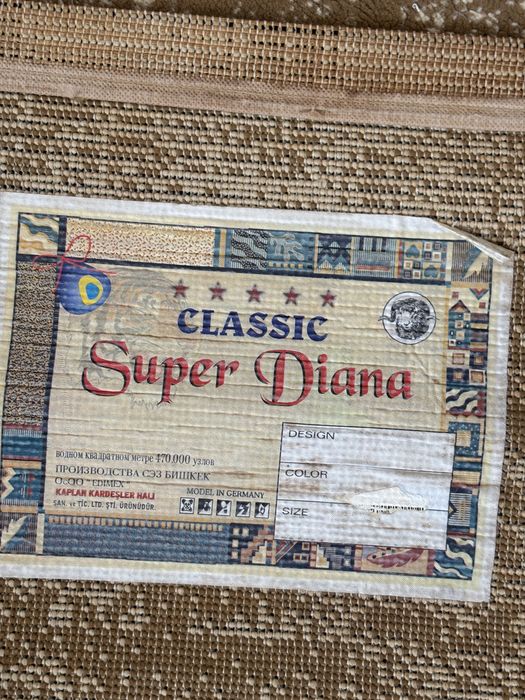 CLASSIC
Super Diana
DESIGN
COLOR
SIZE
водном квадратном метре 470,000 узлов
ПРОИЗВОДСТВА СЭЗ БИШКЕК
ОсОО "EDIMEX"
KAPLAN KARDEŞLER HALI
SAN. ve TİC. LTD. ŞTİ. ÜRÜNÜDÜR.
MODEL IN GERMANY